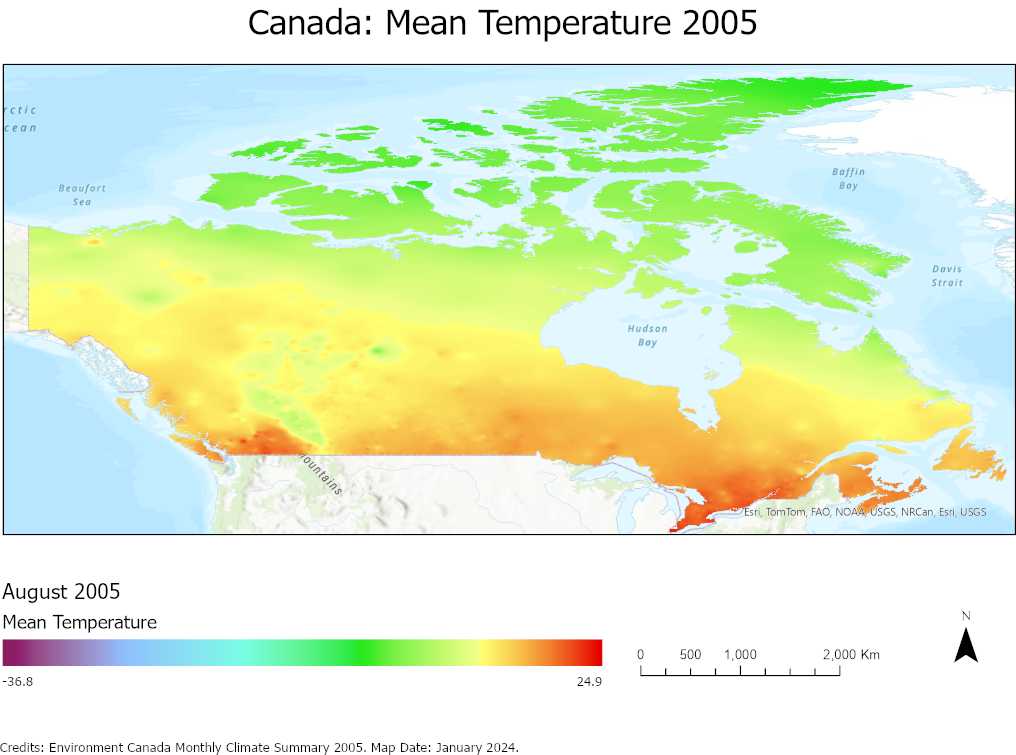 Canada: Mean Temperature 2005
rctic
cean
Beaufort
Sea
Baffin
Bay
Davis
Strait
Hudson
Bay
ountains
Esri, TomTom, FAO, NOAA, USGS, NRCan, Esri, USGS
August 2005
Mean Temperature
-36.8
24.9
0 500 1,000 2,000 Km
N
Credits: Environment Canada Monthly Climate Summary 2005. Map Date: January 2024.